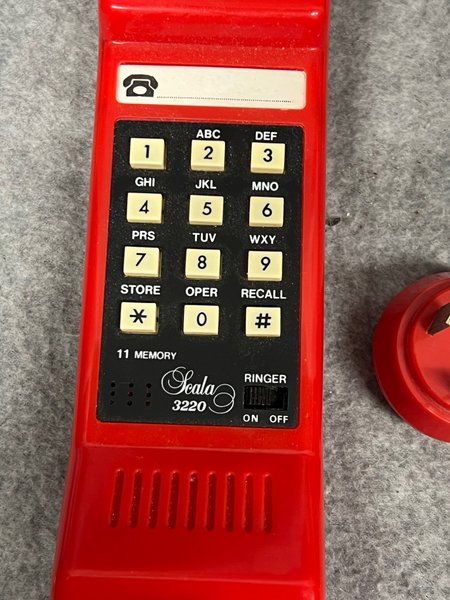 ABC DEF
1 2 3
GHI JKL MNO
4 5 6
PRS TUV WXY
7 8 9
STORE OPER RECALL
* 0 #
11 MEMORY
Scala
3220
RINGER
ON OFF